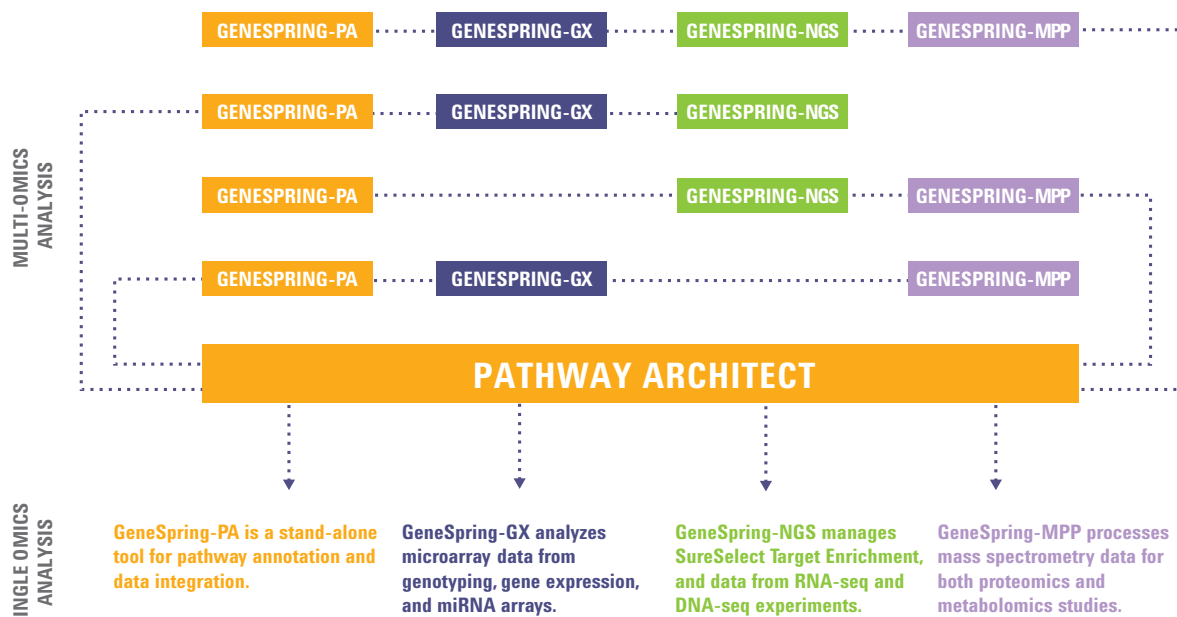 GENESPRING-PA GENESPRING-GX GENESPRING-NGS GENESPRING-MPP
GENESPRING-PA GENESPRING-GX GENESPRING-NGS
GENESPRING-PA GENESPRING-NGS GENESPRING-MPP
GENESPRING-PA GENESPRING-GX GENESPRING-MPP
MULTI-OMICS
ANALYSIS
PATHWAY ARCHITECT
INGLE OMICS
ANALYSIS
GeneSpring-PA is a stand-alone
tool for pathway annotation and
data integration.
GeneSpring-GX analyzes
microarray data from
genotyping, gene expression,
and miRNA arrays.
GeneSpring-NGS manages
SureSelect Target Enrichment,
and data from RNA-seq and
DNA-seq experiments.
GeneSpring-MPP processes
mass spectrometry data for
both proteomics and
metabolomics studies.